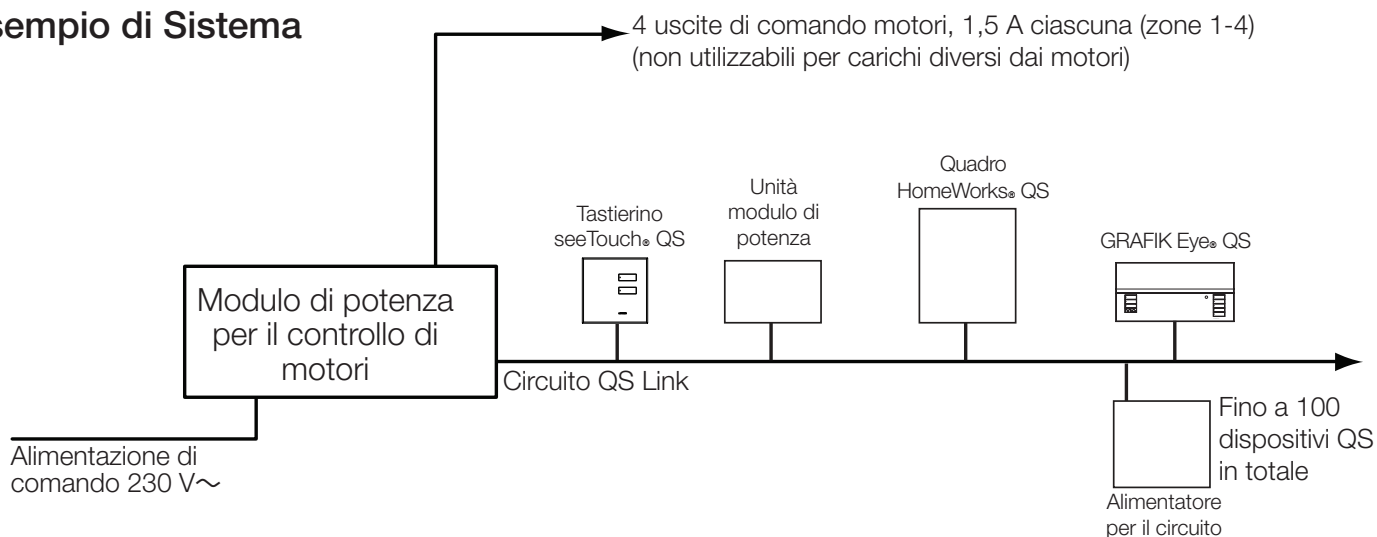 sempio di Sistema
4 uscite di comando motori, 1,5 A ciascuna (zone 1-4)
(non utilizzabili per carichi diversi dai motori)
Quadro
HomeWorks® QS
Unità
modulo di
potenza
Tastierino
seeTouch® QS
GRAFIK Eye® QS
Modulo di potenza
per il controllo di
motori
Circuito QS Link
Alimentazione di
comando 230 V~
Fino a 100
dispositivi QS
in totale
Alimentatore
per il circuito